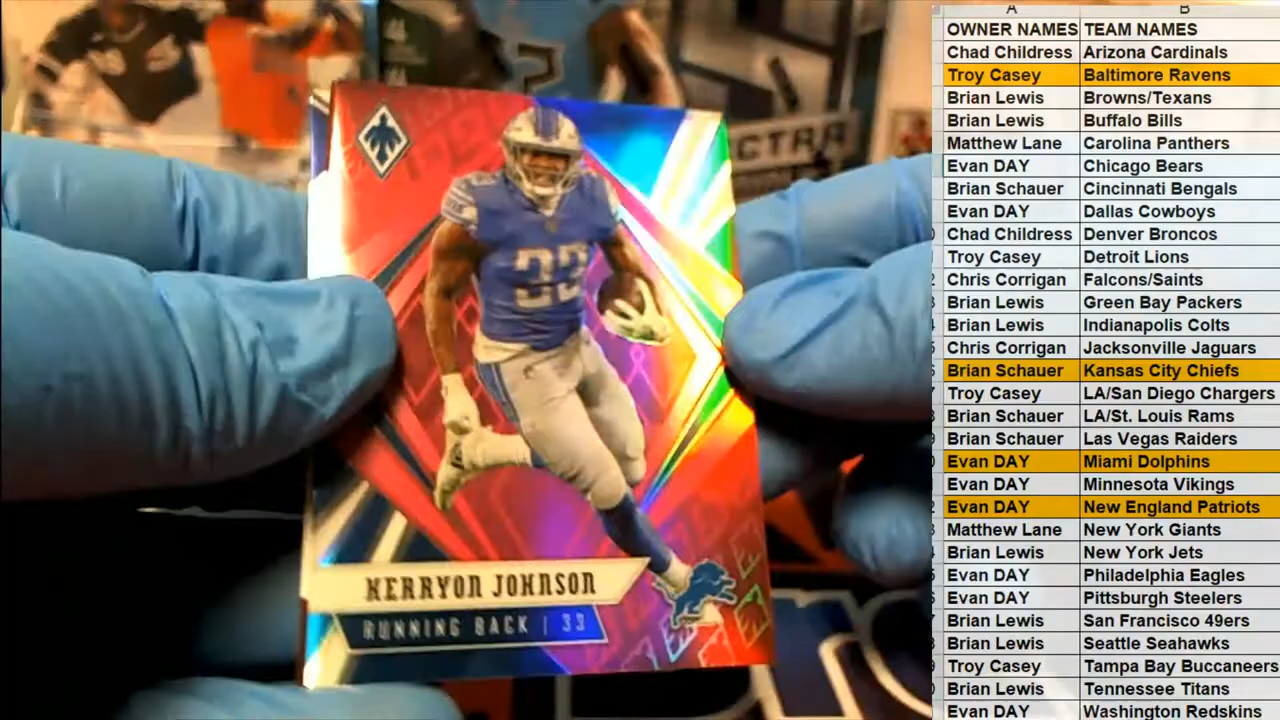 A B
OWNER NAMES TEAM NAMES
Chad Childress Arizona Cardinals
Troy Casey Baltimore Ravens
Brian Lewis Browns/Texans
Brian Lewis Buffalo Bills
Matthew Lane Carolina Panthers
Evan DAY Chicago Bears
Brian Schauer Cincinnati Bengals
Evan DAY Dallas Cowboys
Chad Childress Denver Broncos
Troy Casey Detroit Lions
Chris Corrigan Falcons/Saints
Brian Lewis Green Bay Packers
Brian Lewis Indianapolis Colts
Chris Corrigan Jacksonville Jaguars
Brian Schauer Kansas City Chiefs
Troy Casey LA/San Diego Chargers
Brian Schauer LA/St. Louis Rams
Brian Schauer Las Vegas Raiders
Evan DAY Miami Dolphins
Evan DAY Minnesota Vikings
Evan DAY New England Patriots
Matthew Lane New York Giants
Brian Lewis New York Jets
Evan DAY Philadelphia Eagles
Evan DAY Pittsburgh Steelers
Brian Lewis San Francisco 49ers
Brian Lewis Seattle Seahawks
Troy Casey Tampa Bay Buccaneers
Brian Lewis Tennessee Titans
Evan DAY Washington Redskins
33
KERRYON JOHNSON
RUNNING BACK | 33